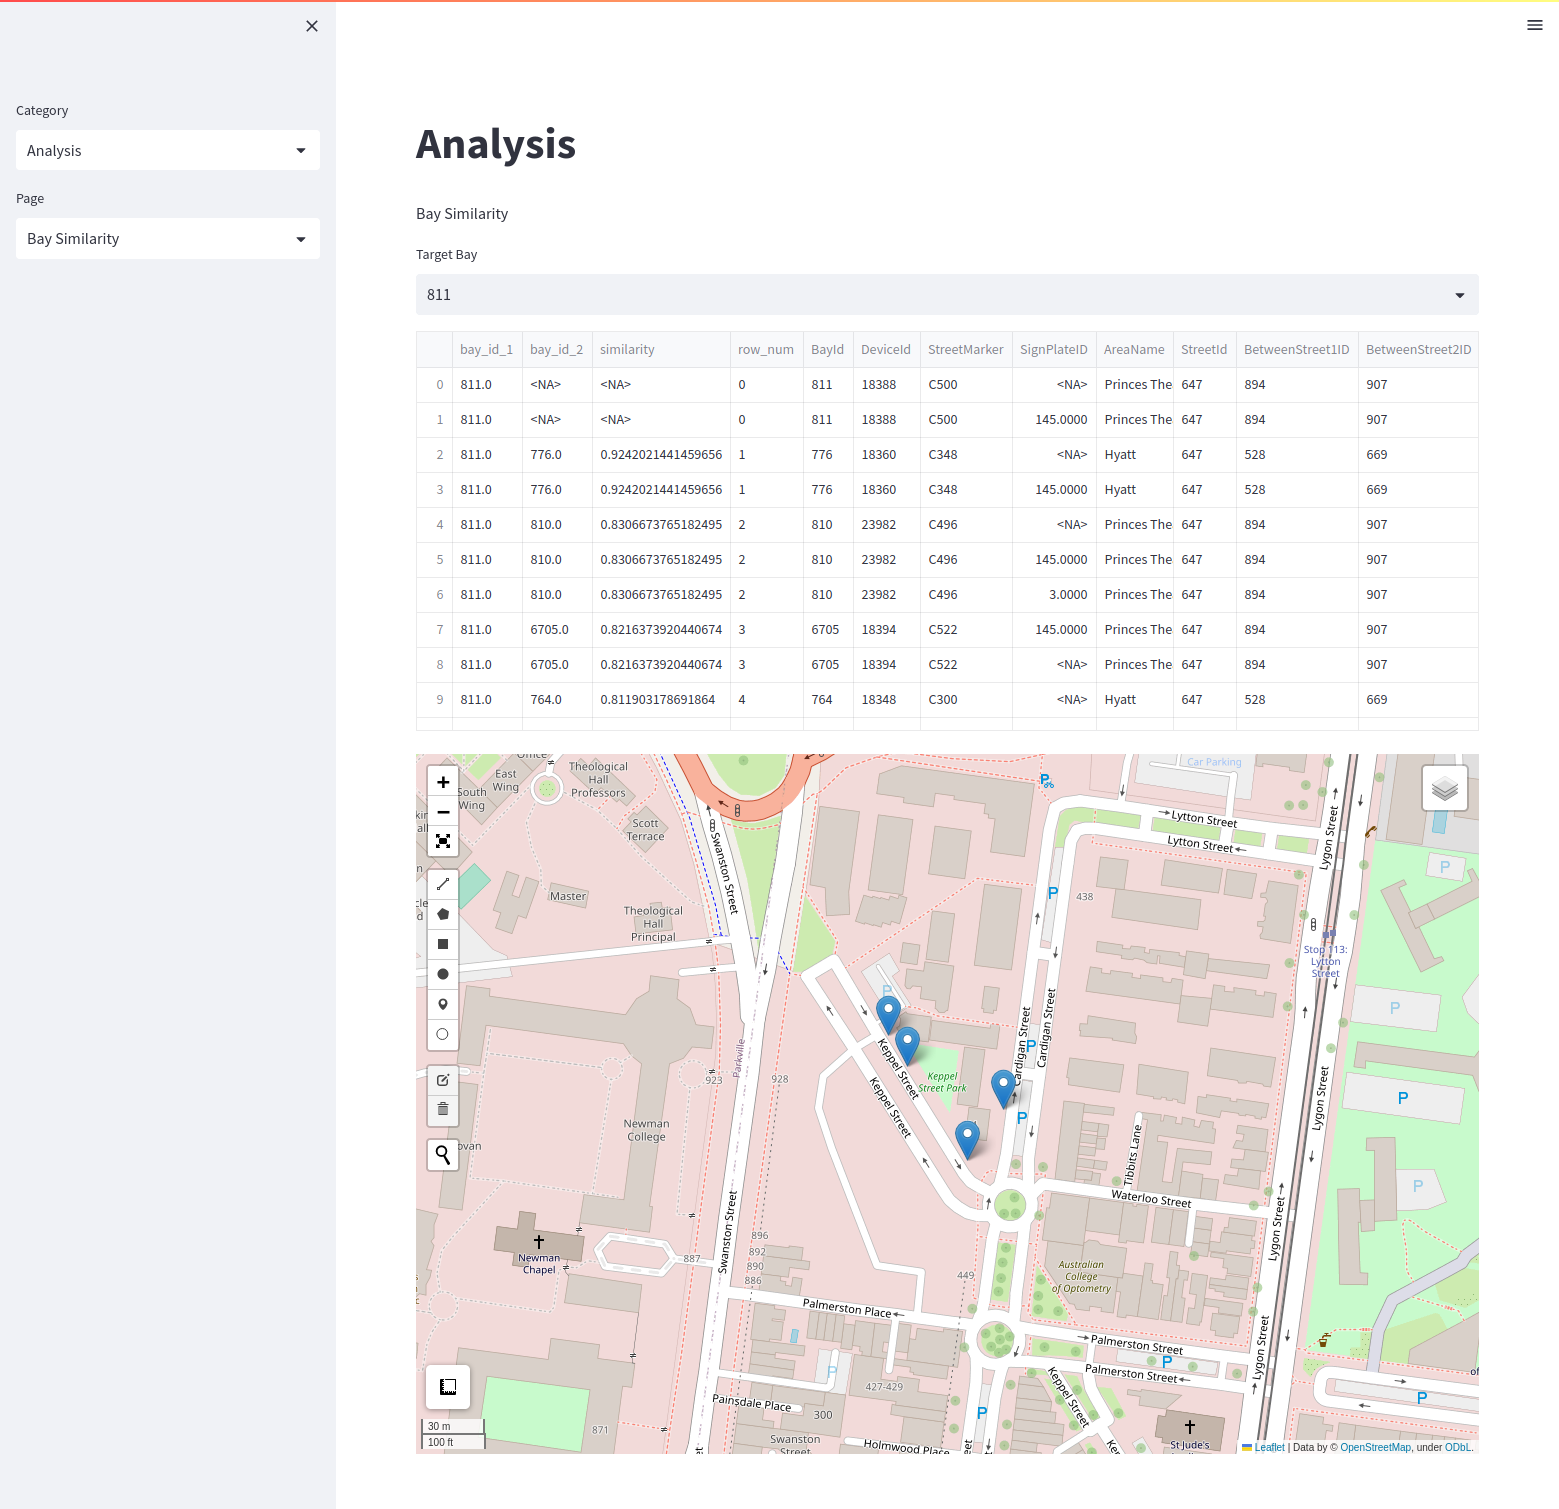 Category
Analysis
Page
Bay Similarity
Analysis
Bay Similarity
Target Bay
811
bay_id_1 bay_id_2 similarity row_num BayId DeviceId StreetMarker SignPlateID AreaName StreetId BetweenStreet1ID BetweenStreet2ID
0 811.0 <NA> <NA> 0 811 18388 C500 <NA> Princes The 647 894 907
1 811.0 <NA> <NA> 0 811 18388 C500 145.0000 Princes The 647 894 907
2 811.0 776.0 0.9242021441459656 1 776 18360 C348 <NA> Hyatt 647 528 669
3 811.0 776.0 0.9242021441459656 1 776 18360 C348 145.0000 Hyatt 647 528 669
4 811.0 810.0 0.8306673765182495 2 810 23982 C496 <NA> Princes The 647 894 907
5 811.0 810.0 0.8306673765182495 2 810 23982 C496 145.0000 Princes The 647 894 907
6 811.0 810.0 0.8306673765182495 2 810 23982 C496 3.0000 Princes The 647 894 907
7 811.0 6705.0 0.8216373920440674 3 6705 18394 C522 145.0000 Princes The 647 894 907
8 811.0 6705.0 0.8216373920440674 3 6705 18394 C522 <NA> Princes The 647 894 907
9 811.0 764.0 0.811903178691864 4 764 18348 C300 <NA> Hyatt 647 528 669
Car Parking
East
Wing
South
Wing
Theological
Hall
Professors
Scott
Terrace
Lytton Street
Lytton Street
Lygon Street
Swanston Street
Master
Theological
Hall
Principal
438
P
P
Stop 113:
Lytton
Street
P
P
Cardigan Street
Cardigan Street
P
Keppel Street
Keppel Street
Keppel
Street Park
Parkville
923
928
P
P
Lygon Street
Newman
College
Tibbits Lane
P
Waterloo Street
Lygon Street
Swanston Street
896
892
890
886
887
Newman
Chapel
449
Australian
College
of Optometry
Palmerston Place
Palmerston Street
Palmerston Street
P
Lygon Street
P
427-429
Keppel Street
P
P
Painsdale Place
300
871
Swanston
Street
Holmwood Place
St Jude's
30 m
100 ft
Leaflet | Data by © OpenStreetMap, under ODbL.